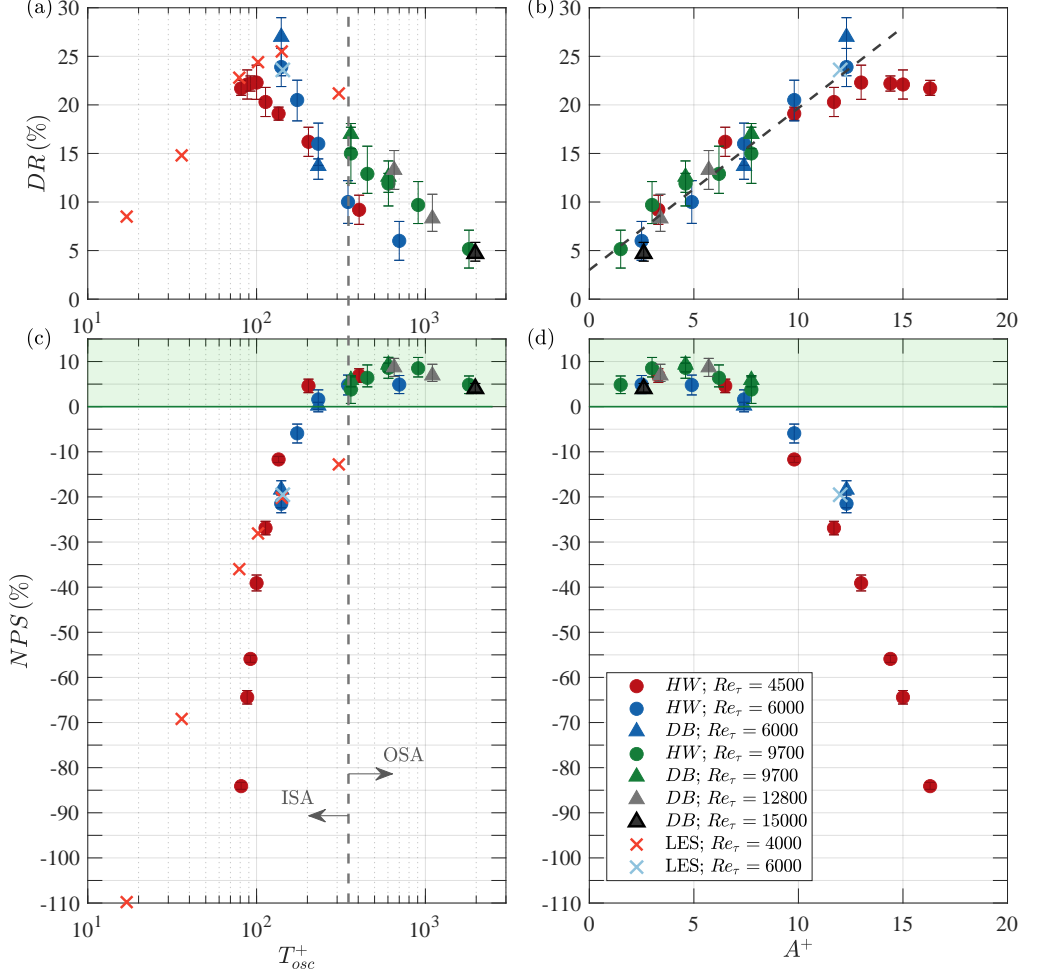 (a)
(b)
30
25
20
15
10
5
0
DR (%)
10^1
10^2
10^3
30
25
20
15
10
5
0
0
5
10
15
20
(c)
(d)
10
0
-10
-20
-30
-40
-50
-60
-70
-80
-90
-100
-110
NPS (%)
OSA
ISA
10^1
10^2
10^3
T_{osc}^+
10
0
-10
-20
-30
-40
-50
-60
-70
-80
-90
-100
-110
HW; Re_τ = 4500
HW; Re_τ = 6000
DB; Re_τ = 6000
HW; Re_τ = 9700
DB; Re_τ = 9700
DB; Re_τ = 12800
DB; Re_τ = 15000
LES; Re_τ = 4000
LES; Re_τ = 6000
0
5
10
15
20
A^+